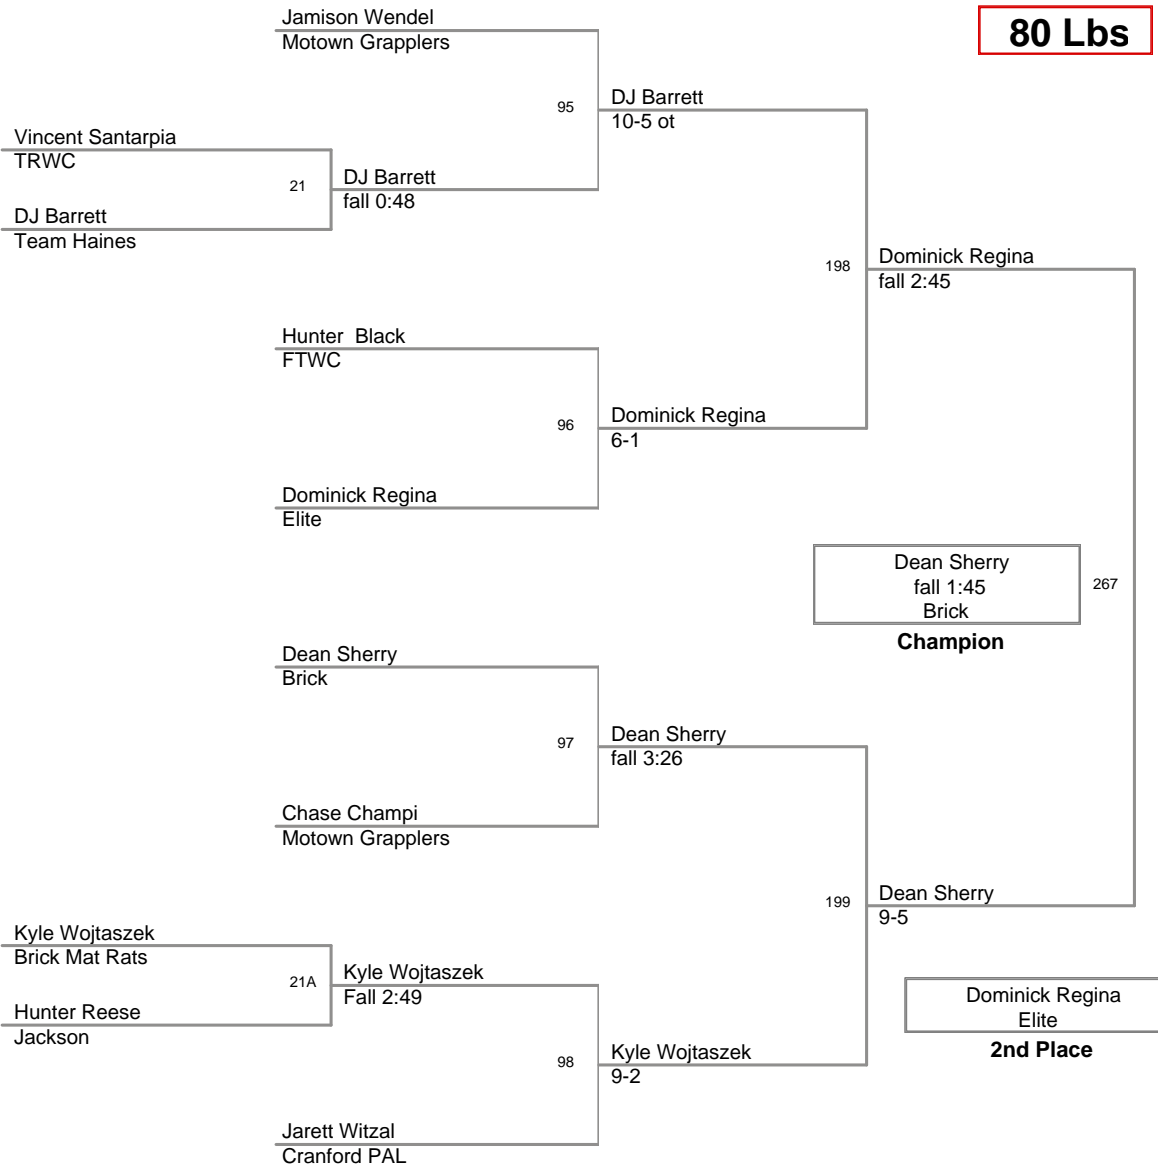 Jamison Wendel
Motown Grapplers
80 Lbs
95
DJ Barrett
10-5 ot
Vincent Santarpia
TRWC
21
DJ Barrett
fall 0:48
DJ Barrett
Team Haines
198
Dominick Regina
fall 2:45
Hunter  Black
FTWC
96
Dominick Regina
6-1
Dominick Regina
Elite
Dean Sherry
fall 1:45
Brick
267
Champion
Dean Sherry
Brick
97
Dean Sherry
fall 3:26
Chase Champi
Motown Grapplers
199
Dean Sherry
9-5
Kyle Wojtaszek
Brick Mat Rats
21A
Kyle Wojtaszek
Fall 2:49
Hunter Reese
Jackson
Dominick Regina
Elite
2nd Place
98
Kyle Wojtaszek
9-2
Jarett Witzal
Cranford PAL